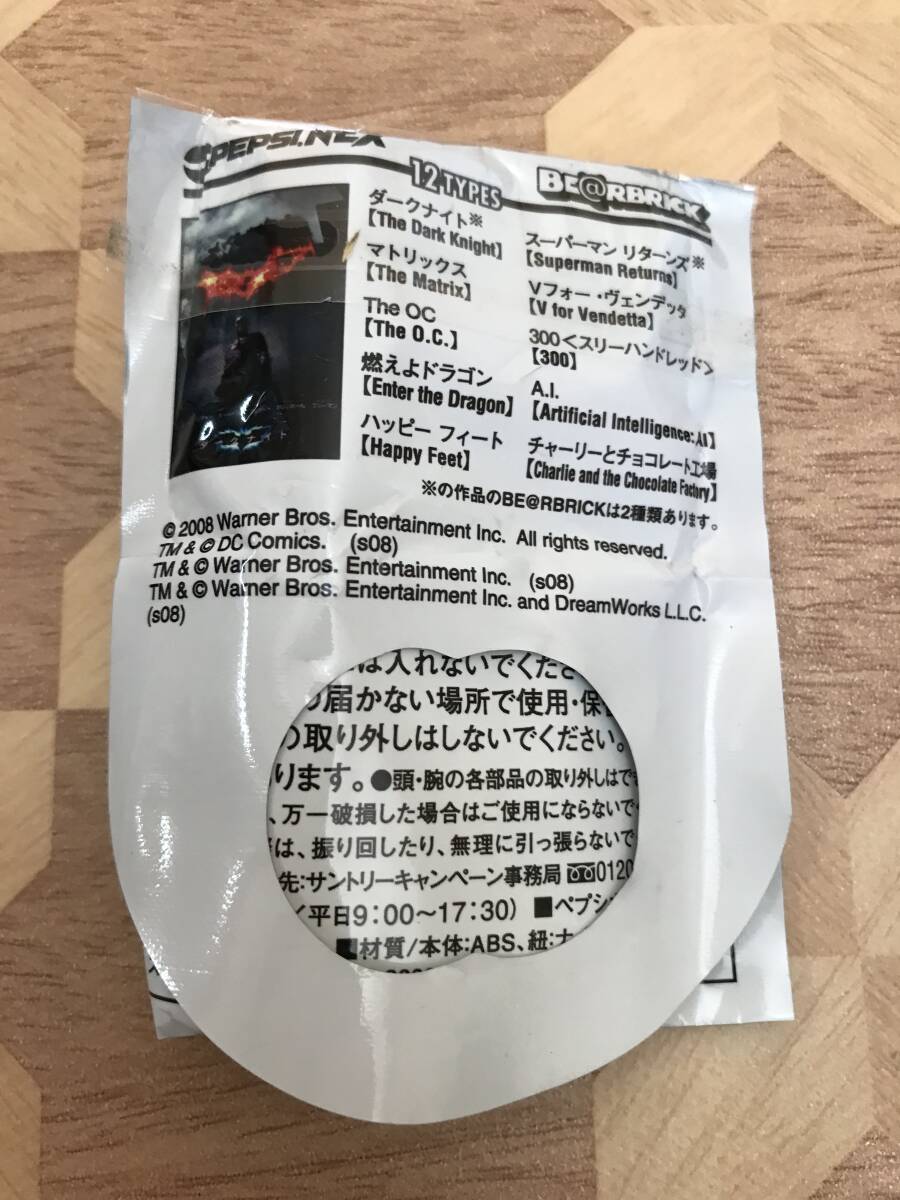 PEPSI NEX
12 TYPES
BE@RBRICK
ダークナイト※
【The Dark Knight】
マトリックス
【The Matrix】
The OC
【The O.C.】
燃えよドラゴン
【Enter the Dragon】
ハッピー フィート
【Happy Feet】
スーパーマン リターンズ※
【Superman Returns】
Vフォー・ヴェンデッタ
【V for Vendetta】
300<スリーハンドレッド>
【300】
A.I.
【Artificial Intelligence: AI】
チャーリーとチョコレート工場
【Charlie and the Chocolate Factory】
※の作品のBE@RBRICKは2種類あります。
© 2008 Warner Bros. Entertainment Inc. All rights reserved.
TM & © DC Comics. (s08)
TM & © Warner Bros. Entertainment Inc. (s08)
TM & © Warner Bros. Entertainment Inc. and DreamWorks L.L.C.
(s08)
は入れないでくださ
届かない場所で使用・保
の取り外しはしないでください。
ります。●頭・腕の各部品の取り外しはで
、万一破損した場合はご使用にならないで
は、振り回したり、無理に引っ張らないで
先:サントリーキャンペーン事務局 0120
平日9:00〜17:30) ■ペプシ
■材質/本体:ABS、紐:ナ